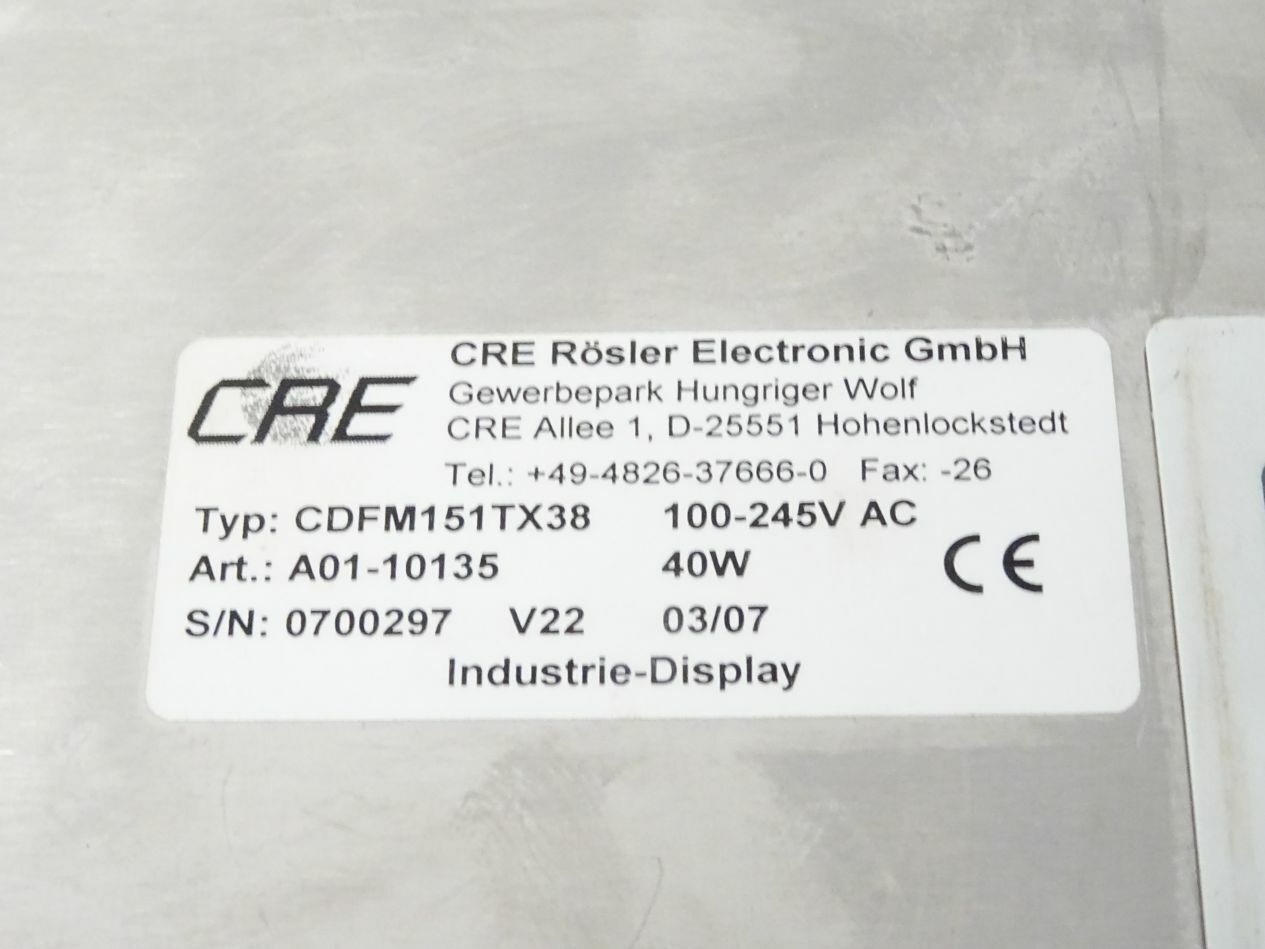 CRE
CRE Rösler Electronic GmbH
Gewerbepark Hungriger Wolf
CRE Allee 1, D-25551 Hohenlockstedt
Tel.: +49-4826-37666-0 Fax: -26
Typ: CDFM151TX38 100-245V AC
Art.: A01-10135 40W CE
S/N: 0700297 V22 03/07
Industrie-Display